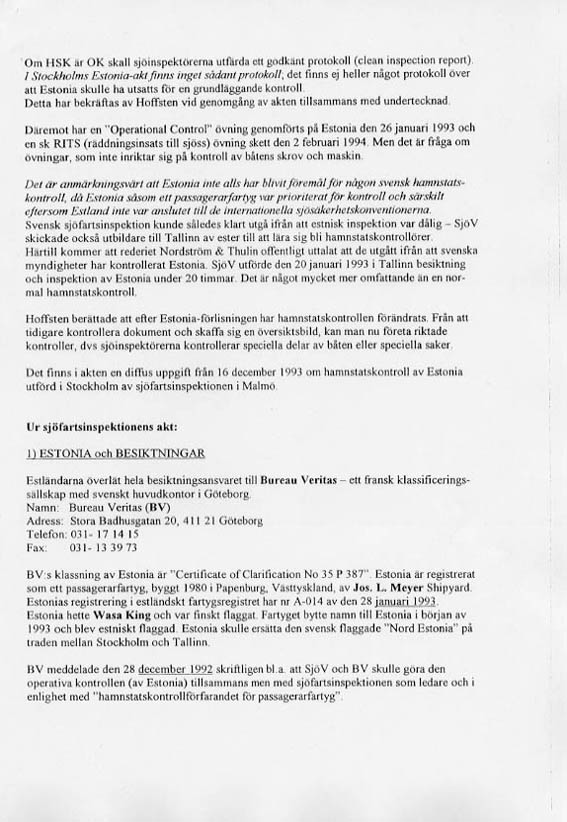 Om HSK är OK skall sjöinspektörerna utfärda ett godkänt protokoll (clean inspection report).
I Stockholms Estonia-akt finns inget sådant protokoll, det finns ej heller något protokoll över
att Estonia skulle ha utsatts för en grundläggande kontroll.
Detta har bekräftas av Hoffsten vid genomgång av akten tillsammans med undertecknad.
Däremot har en "Operational Control" övning genomförts på Estonia den 26 januari 1993 och
en sk RITS (räddningsinsats till sjöss) övning skett den 2 februari 1994. Men det är fråga om
övningar, som inte inriktar sig på kontroll av båtens skrov och maskin.
Det är anmärkningsvärt att Estonia inte alls har blivit föremål för någon svensk hamnstats-
kontroll, då Estonia såsom ett passagerarfartyg var prioriterat för kontroll och särskilt
eftersom Estland inte var anslutet till de internationella sjösäkerhetskonventionerna.
Svensk sjöfartsinspektion kunde således klart utgå ifrån att estnisk inspektion var dålig – SjöV
skickade också utbildare till Tallinn av ester till att lära sig bli hamnstatskontrollörer.
Härtill kommer att rederiet Nordström & Thulin offentligt uttalat att de utgått ifrån att svenska
myndigheter har kontrollerat Estonia. SjöV utförde den 20 januari 1993 i Tallinn besiktning
och inspektion av Estonia under 20 timmar. Det är något mycket mer omfattande än en nor-
mal hamnstatskontroll.
Hoffsten berättade att efter Estonia-förlisningen har hamnstatskontrollen förändrats. Från att
tidigare kontrollera dokument och skaffa sig en översiktsbild, kan man nu företa riktade
kontroller, dvs sjöinspektörerna kontrollerar speciella delar av båten eller speciella saker.
Det finns i akten en diffus uppgift från 16 december 1993 om hamnstatskontroll av Estonia
utförd i Stockholm av sjöfartsinspektionen i Malmö.
Ur sjöfartsinspektionens akt:
1) ESTONIA och BESIKTNINGAR
Estländarna överlät hela besiktningsansvaret till Bureau Veritas – ett fransk klassificerings-
sällskap med svenskt huvudkontor i Göteborg.
Namn: Bureau Veritas (BV)
Adress: Stora Badhusgatan 20, 411 21 Göteborg
Telefon: 031- 17 14 15
Fax: 031- 13 39 73
BV:s klassning av Estonia är "Certificate of Clarification No 35 P 387". Estonia är registrerat
som ett passagerarfartyg, byggt 1980 i Papenburg, Västtyskland, av Jos. L. Meyer Shipyard.
Estonias registrering i estländskt fartygsregistret har nr A-014 av den 28 januari 1993.
Estonia hette Wasa King och var finskt flaggat. Fartyget bytte namn till Estonia i början av
1993 och blev estniskt flaggad. Estonia skulle ersätta den svensk flaggade "Nord Estonia" på
traden mellan Stockholm och Tallinn.
BV meddelade den 28 december 1992 skriftligen bl.a. att SjöV och BV skulle göra den
operativa kontrollen (av Estonia) tillsammans men med sjöfartsinspektionen som ledare och i
enlighet med "hamnstatskontrollförfarandet för passagerarfartyg".